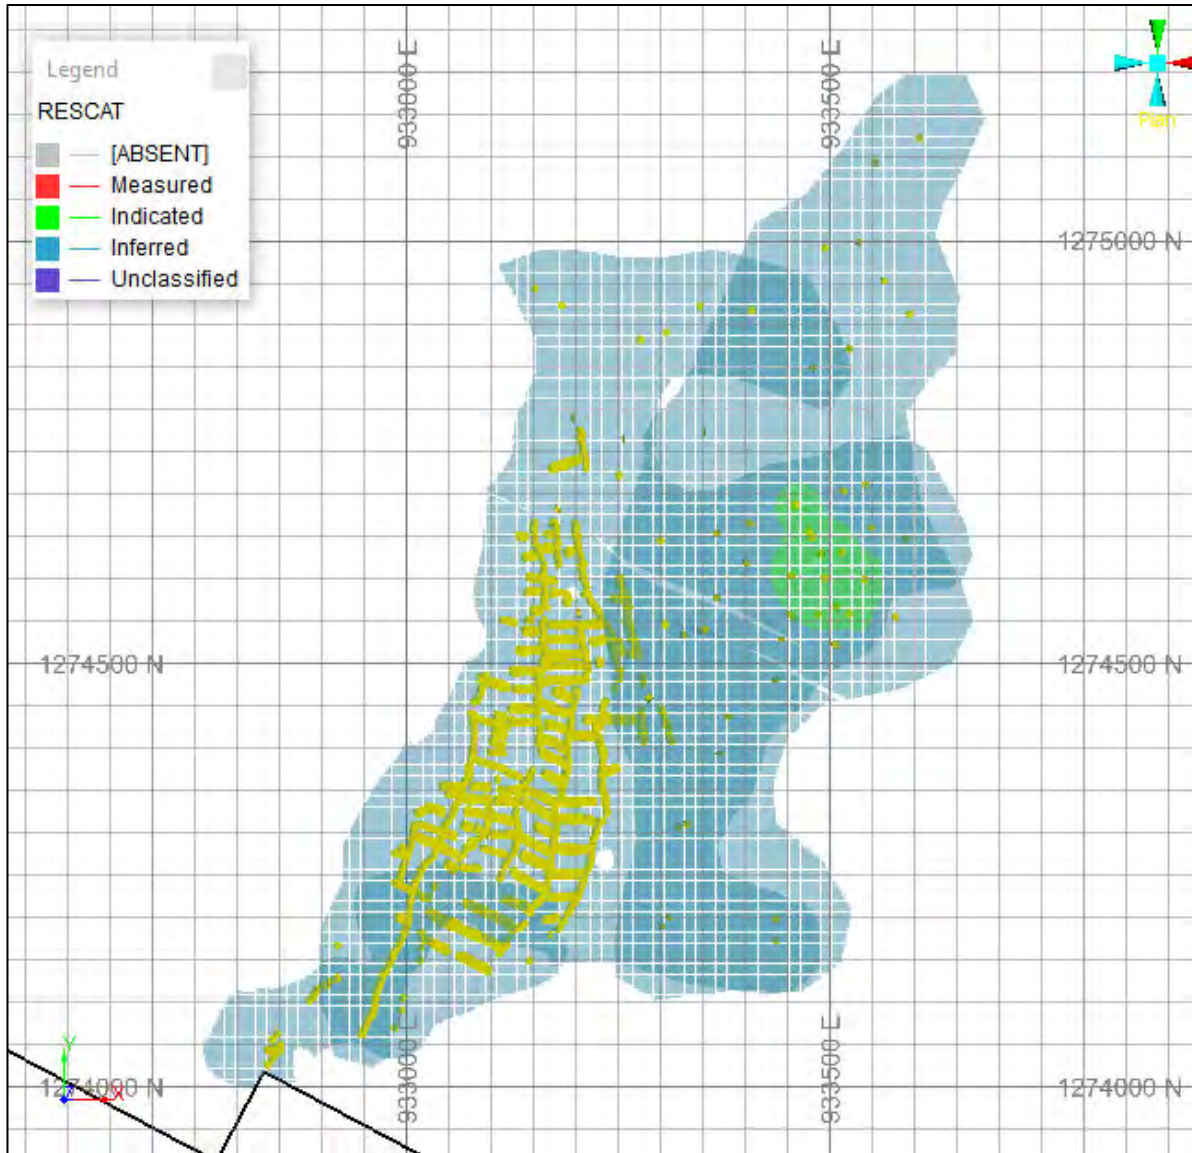 Legend
RESCAT
[ABSENT]
Measured
Indicated
Inferred
Unclassified
933000 E
933500 E
Plan
1275000 N
1274500 N
1274500 N
Y
X
1274000 N
933000 E
933500 E
1274000 N